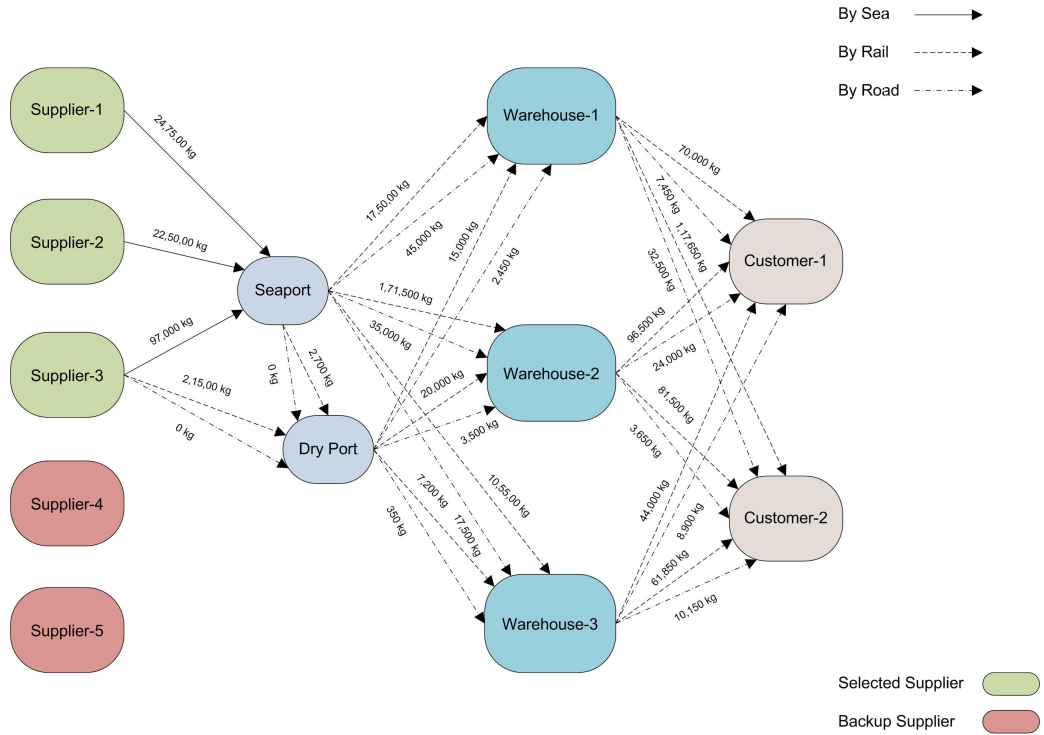 By Sea
By Rail
By Road
Supplier-1
Warehouse-1
24,75,00 kg
70,000 kg
17,50,00 kg
7,450 kg
1,17,650 kg
Supplier-2
22,50,00 kg
45,000 kg
15,000 kg
2,450 kg
32,500 kg
Customer-1
Seaport
1,71,500 kg
35,000 kg
96,500 kg
97,000 kg
24,000 kg
Supplier-3
2,15,00 kg
0 kg
2,700 kg
20,000 kg
Warehouse-2
0 kg
3,500 kg
81,500 kg
3,650 kg
Dry Port
7,200 kg
10,55,00 kg
44,000 kg
Supplier-4
350 kg
17,500 kg
8,900 kg
Customer-2
61,850 kg
10,150 kg
Supplier-5
Warehouse-3
Selected Supplier
Backup Supplier